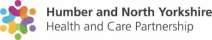 Humber and North Yorkshire
Health and Care Partnership